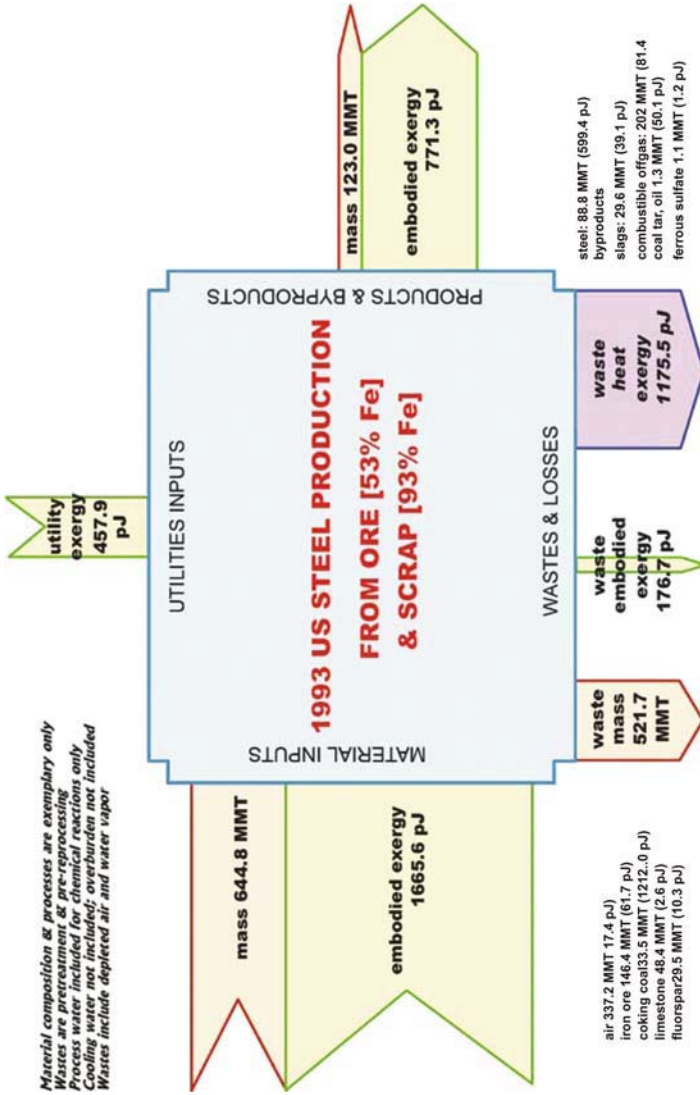 Material composition & processes are exemplary only
Wastes are pretreatment & pre-reprocessing
Process water included for chemical reactions only
Cooling water not included; overburden not included
Wastes include depleted air and water vapor
utility
exergy
457.9
pJ
UTILITIES INPUTS
mass 644.8 MMT
embodied exergy
1665.6 pJ
MATERIAL INPUTS
1993 US STEEL PRODUCTION
FROM ORE [53% Fe]
& SCRAP [93% Fe]
PRODUCTS & BYPRODUCTS
mass 123.0 MMT
embodied exergy
771.3 pJ
WASTES & LOSSES
waste
mass
521.7
MMT
waste
embodied
exergy
176.7 pJ
waste
heat
exergy
1175.5 pJ
air 337.2 MMT 17.4 pJ)
iron ore 146.4 MMT (61.7 pJ)
coking coal33.5 MMT (1212..0 pJ)
limestone 48.4 MMT (2.6 pJ)
fluorspar29.5 MMT (10.3 pJ)
steel: 88.8 MMT (599.4 pJ)
byproducts
slags: 29.6 MMT (39.1 pJ)
combustible offgas: 202 MMT (81.4
coal tar, oil 1.3 MMT (50.1 pJ)
ferrous sulfate 1.1 MMT (1.2 pJ)